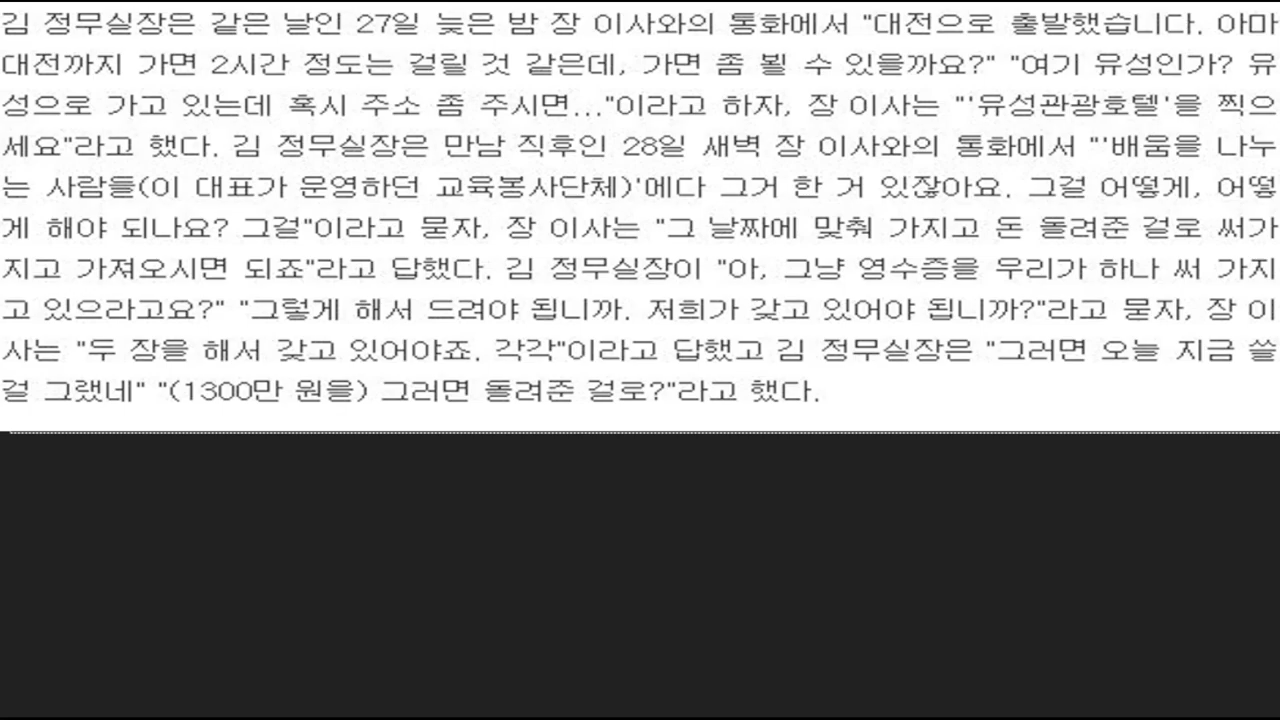 김 정무실장은 같은 날인 27일 늦은 밤 장 이사와의 통화에서 "대전으로 출발했습니다. 아마
대전까지 가면 2시간 정도는 걸릴 것 같은데, 가면 좀 뵐 수 있을까요?" "여기 유성인가? 유
성으로 가고 있는데 혹시 주소 좀 주시면..."이라고 하자, 장 이사는 "'유성관광호텔'을 찍으
세요"라고 했다. 김 정무실장은 만남 직후인 28일 새벽 장 이사와의 통화에서 "'배움을 나누
는 사람들(이 대표가 운영하던 교육봉사단체)'에다 그거 한 거 있잖아요. 그걸 어떻게, 어떻
게 해야 되나요? 그걸"이라고 묻자, 장 이사는 "그 날짜에 맞춰 가지고 돈 돌려준 걸로 써가
지고 가져오시면 되죠"라고 답했다. 김 정무실장이 "아, 그냥 영수증을 우리가 하나 써 가지
고 있으라고요?" "그렇게 해서 드려야 됩니까. 저희가 갖고 있어야 됩니까?"라고 묻자, 장 이
사는 "두 장을 해서 갖고 있어야죠. 각각"이라고 답했고 김 정무실장은 "그러면 오늘 지금 쓸
걸 그랬네" "(1300만 원을) 그러면 돌려준 걸로?"라고 했다.